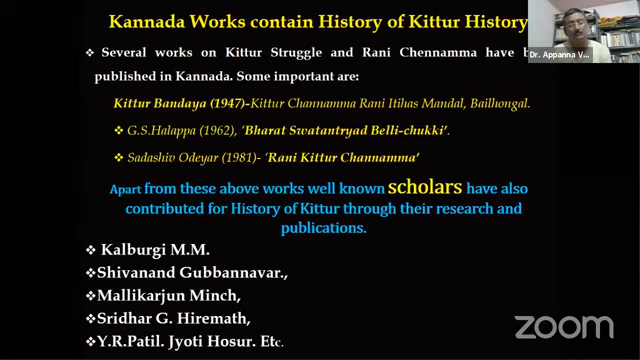 Kannada Works contain History of Kittur History
❖ Several works on Kittur Struggle and Rani Chennamma have
published in Kannada. Some important are:
Kittur Bandaya (1947)-Kittur Channamma Rani Itihas Mandal, Bailhongal.
❖ G.S.Halappa (1962), ‘Bharat Swatantryad Belli-chukki’.
❖ Sadashiv Odeyar (1981)- ‘Rani Kittur Channamma’
Apart from these above works well known scholars have also
contributed for History of Kittur through their research and
publications.
❖ Kalburgi M.M.
❖Shivanand Gubbannavar.,
❖Mallikarjun Minch,
❖Sridhar G. Hiremath,
❖Y.R.Patil. Jyoti Hosur. Etc.
Dr. Appanna V...
zoom